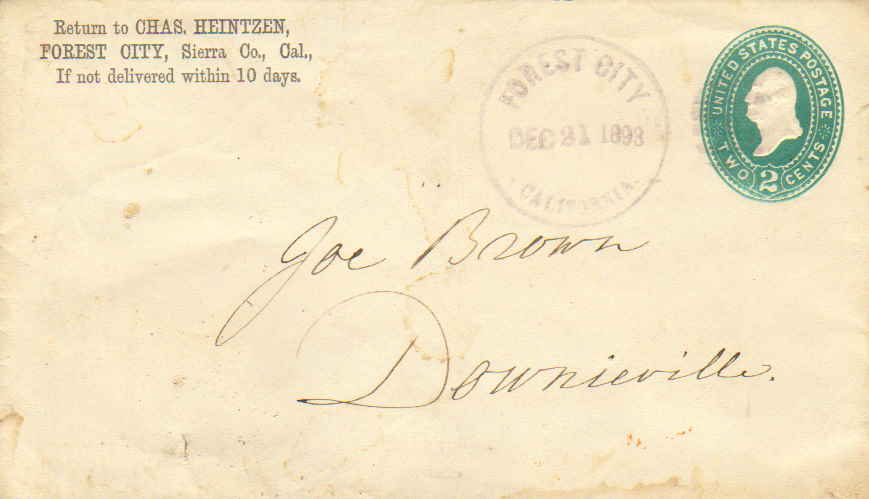 Return to CHAS. HEINTZEN,
FOREST CITY, Sierra Co., Cal.,
If not delivered within 10 days.
FOREST CITY
DEC 31 1893
CALIFORNIA.
UNITED STATES POSTAGE
TWO 2 CENTS
Joe Brown
Downieville.